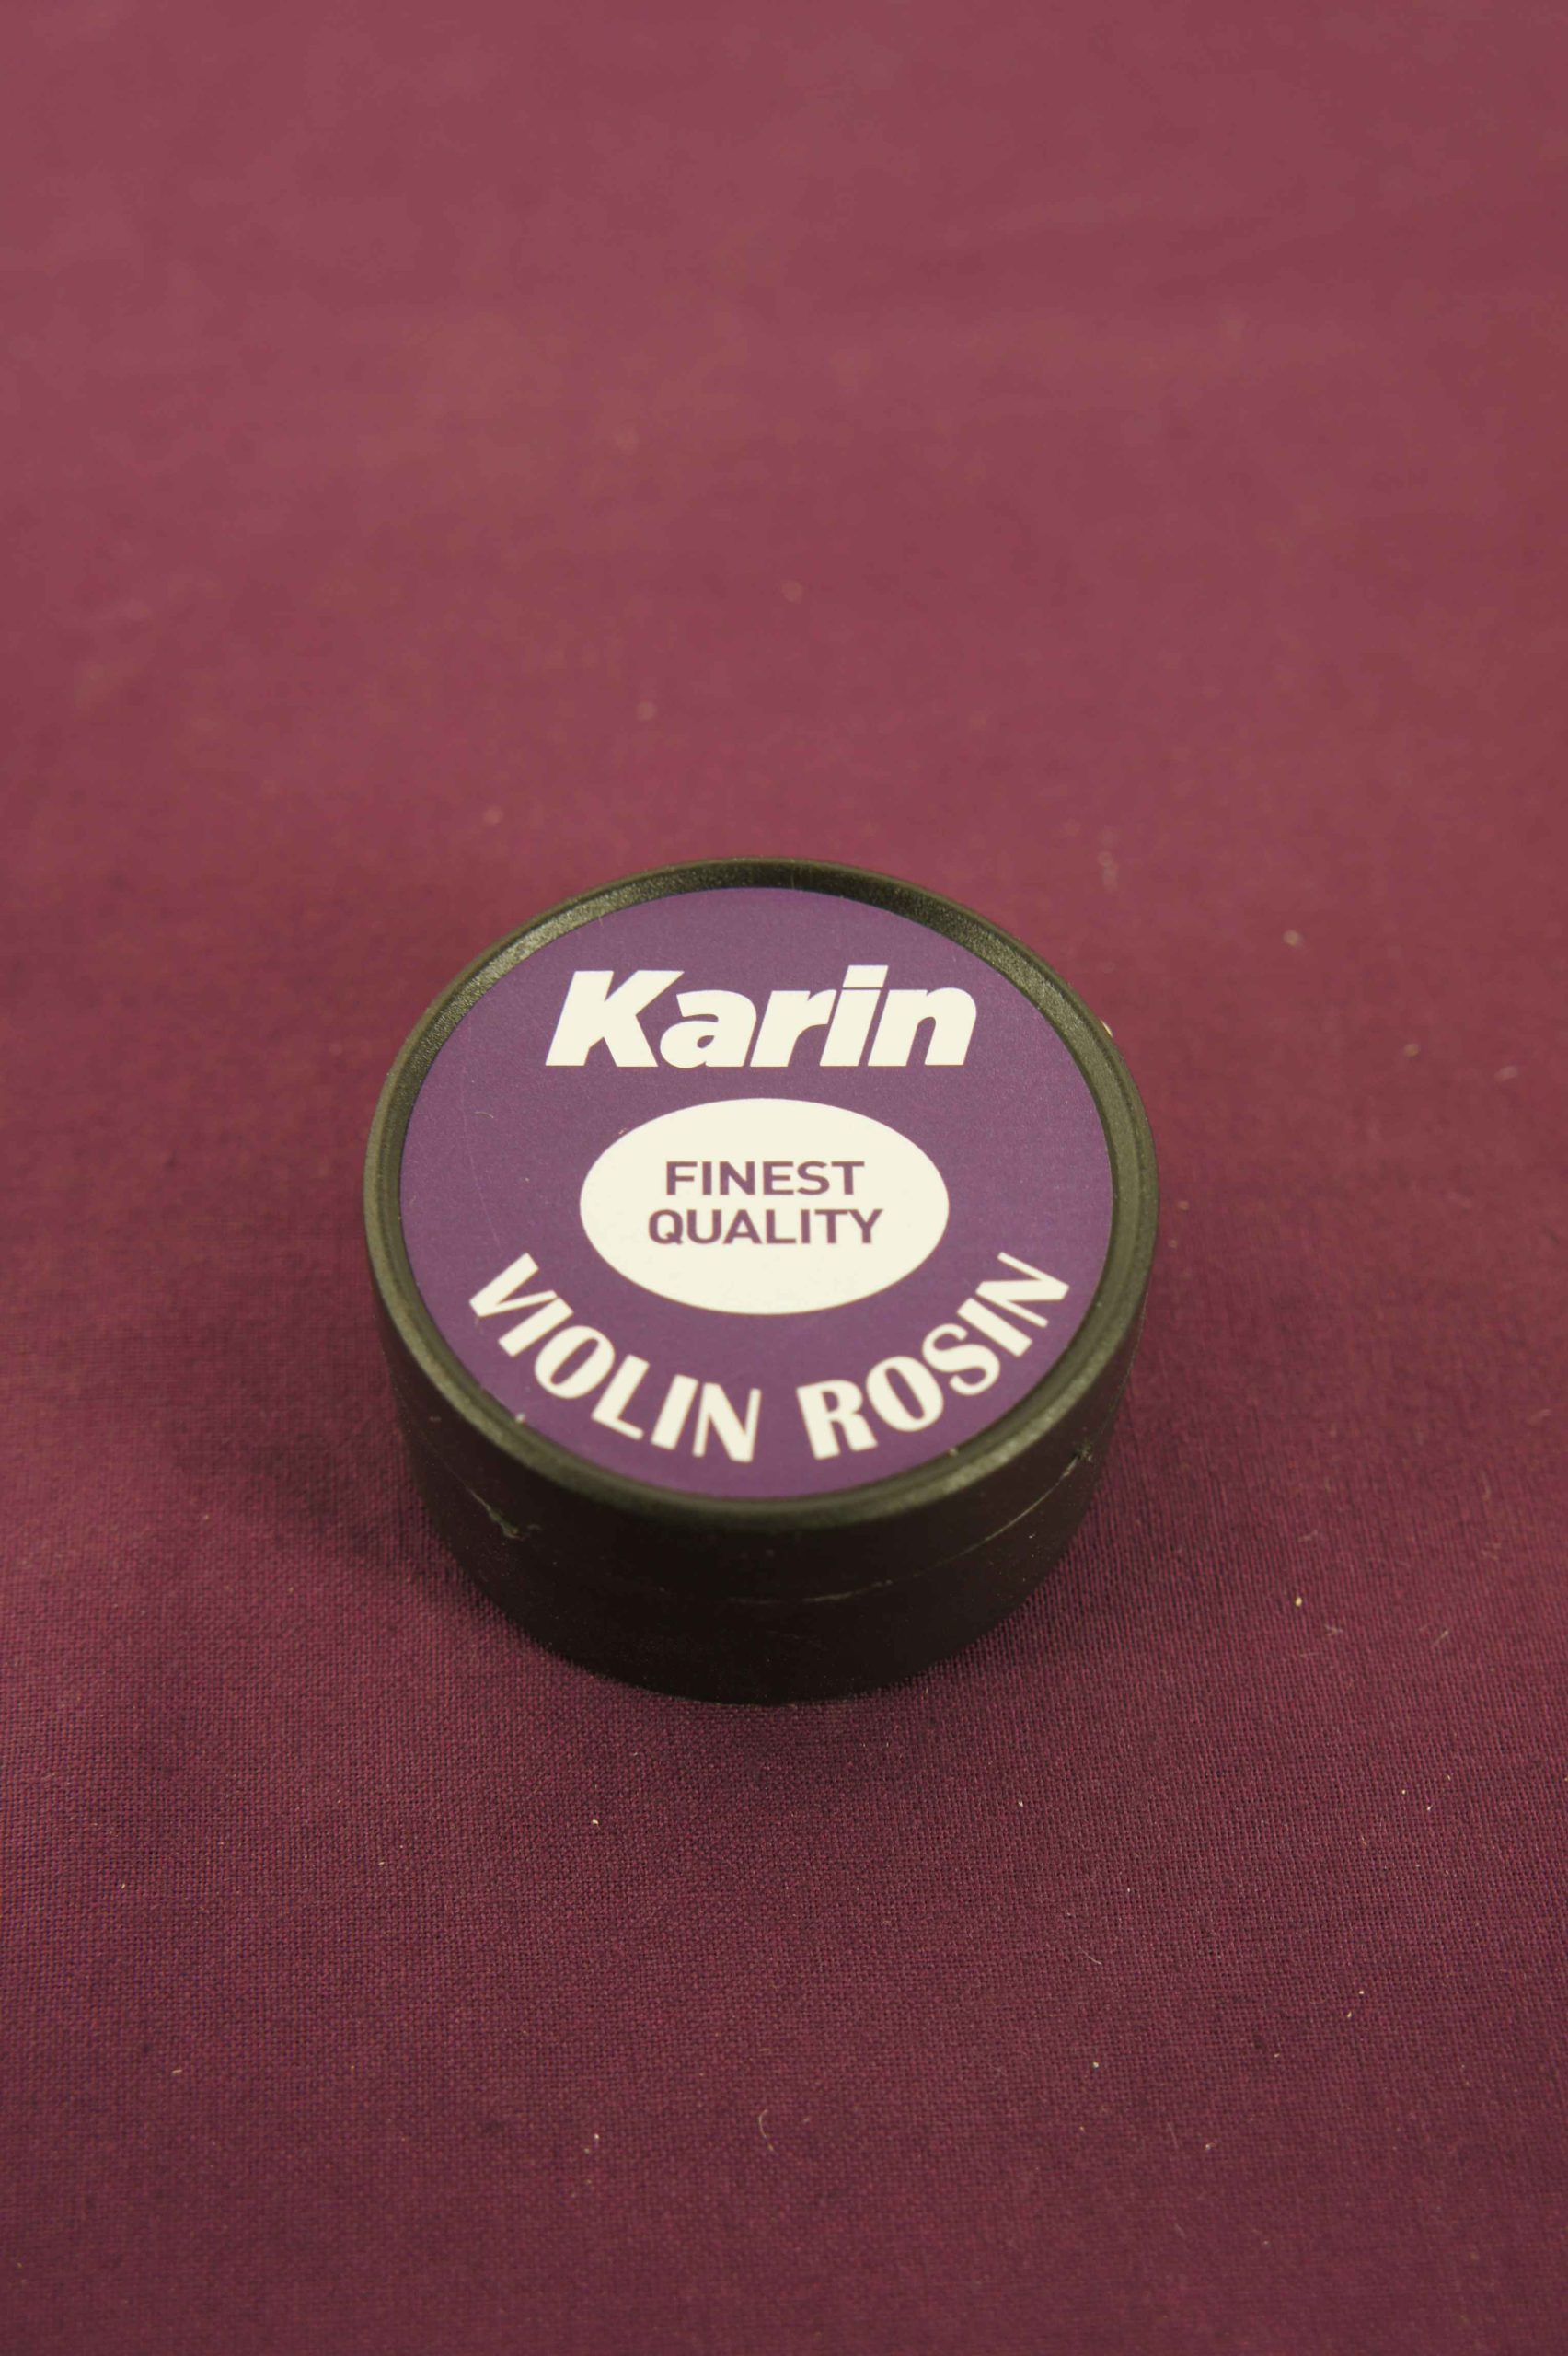 Karin
FINEST
QUALITY
VIOLIN ROSIN